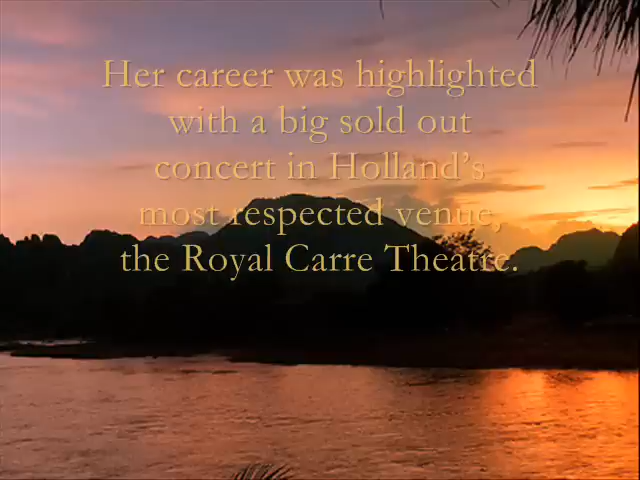 Her career was highlighted
with a big sold out
concert in Holland's
most respected venue,
the Royal Carre Theatre.